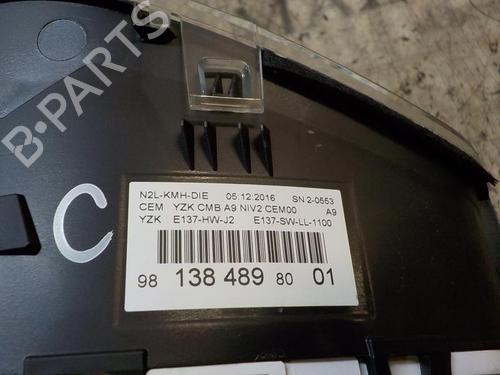 B-PARTS
N2L-KMH-DIE 05:12:2016 SN 2-0553
CEM YZK CMB A9 NIV2 CEM00 A9
YZK E137-HW-J2 E137-SW-LL-1100
98 138 489 80 01
C